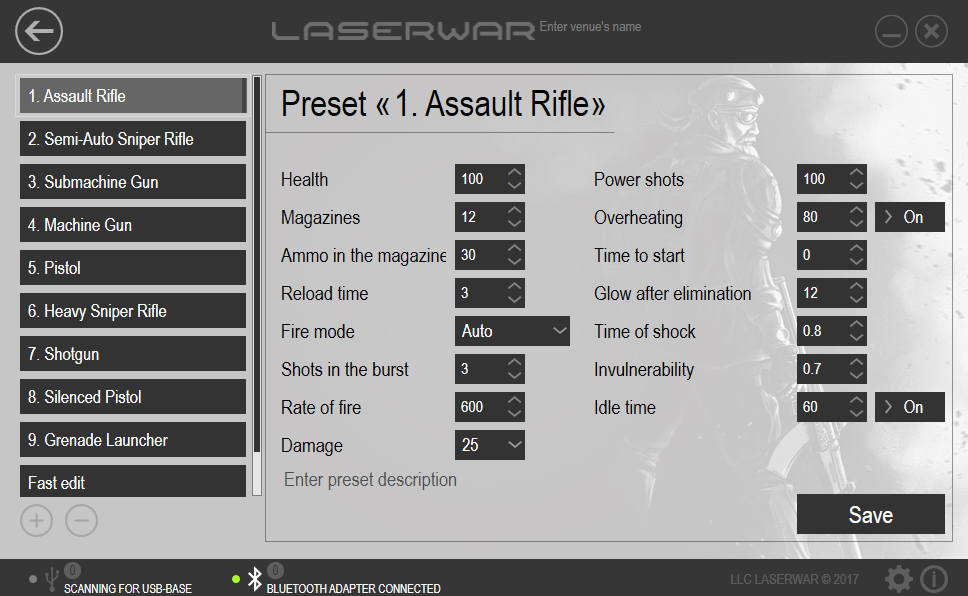 LASERWAR Enter venue's name
1. Assault Rifle
2. Semi-Auto Sniper Rifle
3. Submachine Gun
4. Machine Gun
5. Pistol
6. Heavy Sniper Rifle
7. Shotgun
8. Silenced Pistol
9. Grenade Launcher
Fast edit
Preset «1. Assault Rifle»
Health 100
Magazines 12
Ammo in the magazine 30
Reload time 3
Fire mode Auto
Shots in the burst 3
Rate of fire 600
Damage 25
Enter preset description
Power shots 100
Overheating 80 On
Time to start 0
Glow after elimination 12
Time of shock 0.8
Invulnerability 0.7
Idle time 60 On
Save
0
SCANNING FOR USB-BASE
0
BLUETOOTH ADAPTER CONNECTED
LLC LASERWAR © 2017